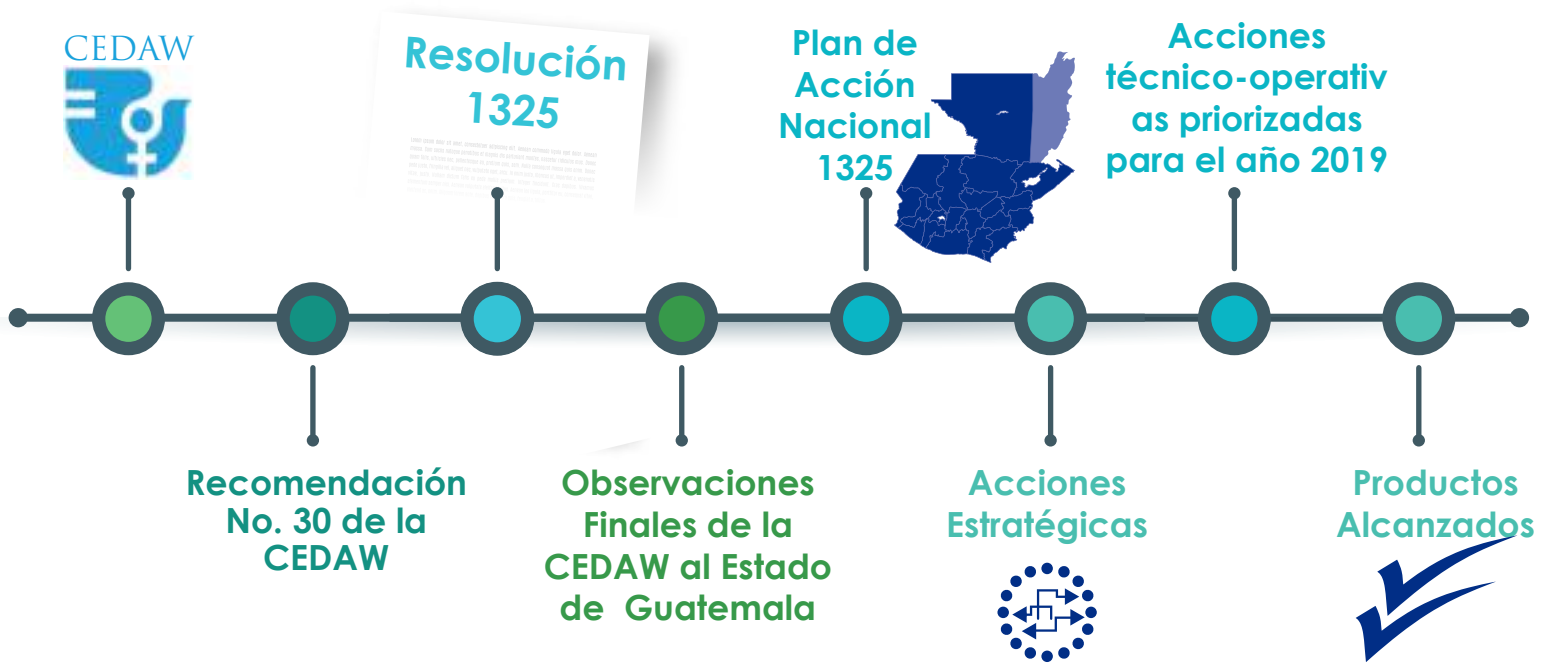 CEDAW
Resolución
1325
Plan de
Acción
Nacional
1325
Acciones
técnico-operativ
as priorizadas
para el año 2019
Recomendación
No. 30 de la
CEDAW
Observaciones
Finales de la
CEDAW al Estado
de Guatemala
Acciones
Estratégicas
Productos
Alcanzados